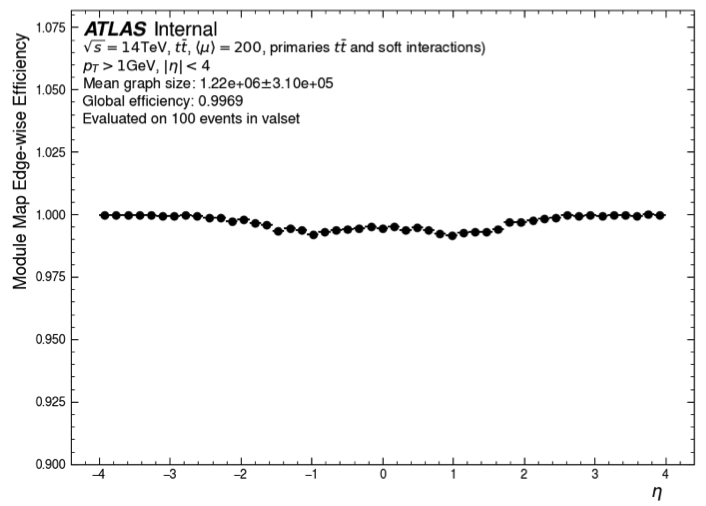 ATLAS Internal
√s = 14TeV, tt̄, ⟨μ⟩ = 200, primaries tt̄ and soft interactions)
pT > 1GeV, |η| < 4
Mean graph size: 1.22e+06±3.10e+05
Global efficiency: 0.9969
Evaluated on 100 events in valset
Module Map Edge-wise Efficiency
1.075
1.050
1.025
1.000
0.975
0.950
0.925
0.900
−4 −3 −2 −1 0 1 2 3 4
η